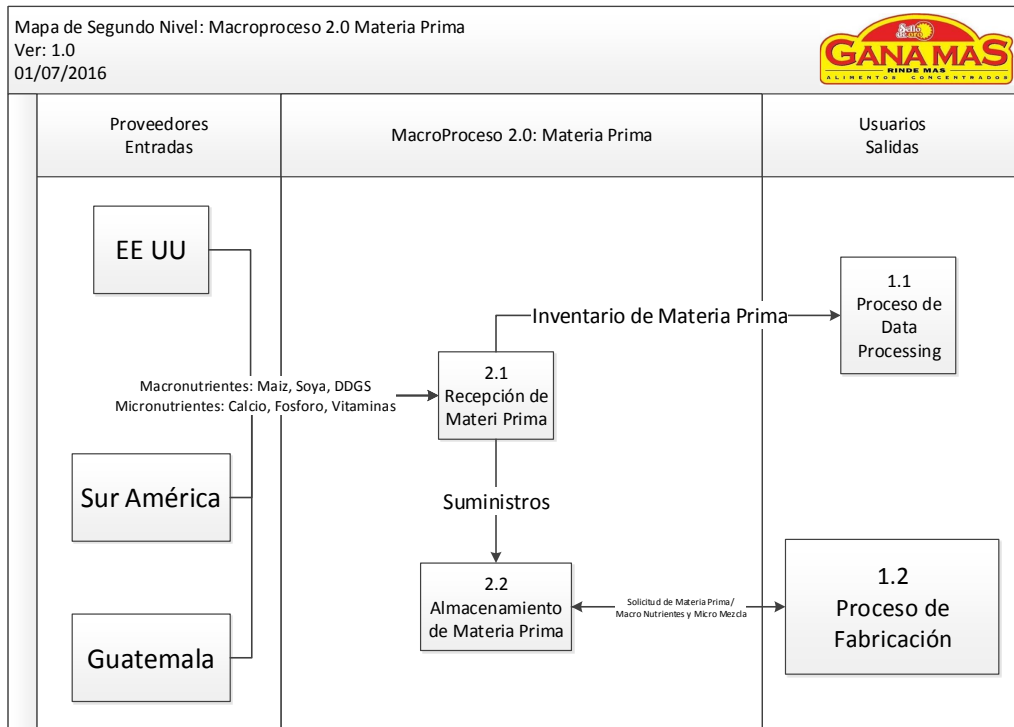 Mapa de Segundo Nivel: Macroproceso 2.0 Materia Prima
Ver: 1.0
01/07/2016
Sello
de oro
GANA MAS
RINDE MAS
ALIMENTOS CONCENTRADOS
Proveedores
Entradas
MacroProceso 2.0: Materia Prima
Usuarios
Salidas
EE UU
1.1
Proceso de
Data
Processing
Inventario de Materia Prima
2.1
Recepción de
Materi Prima
Macronutrientes: Maiz, Soya, DDGS
Micronutrientes: Calcio, Fosforo, Vitaminas
Sur América
Suministros
2.2
Almacenamiento
de Materia Prima
Solicitud de Materia Prima/
Macro Nutrientes y Micro Mezcla
1.2
Proceso de
Fabricación
Guatemala